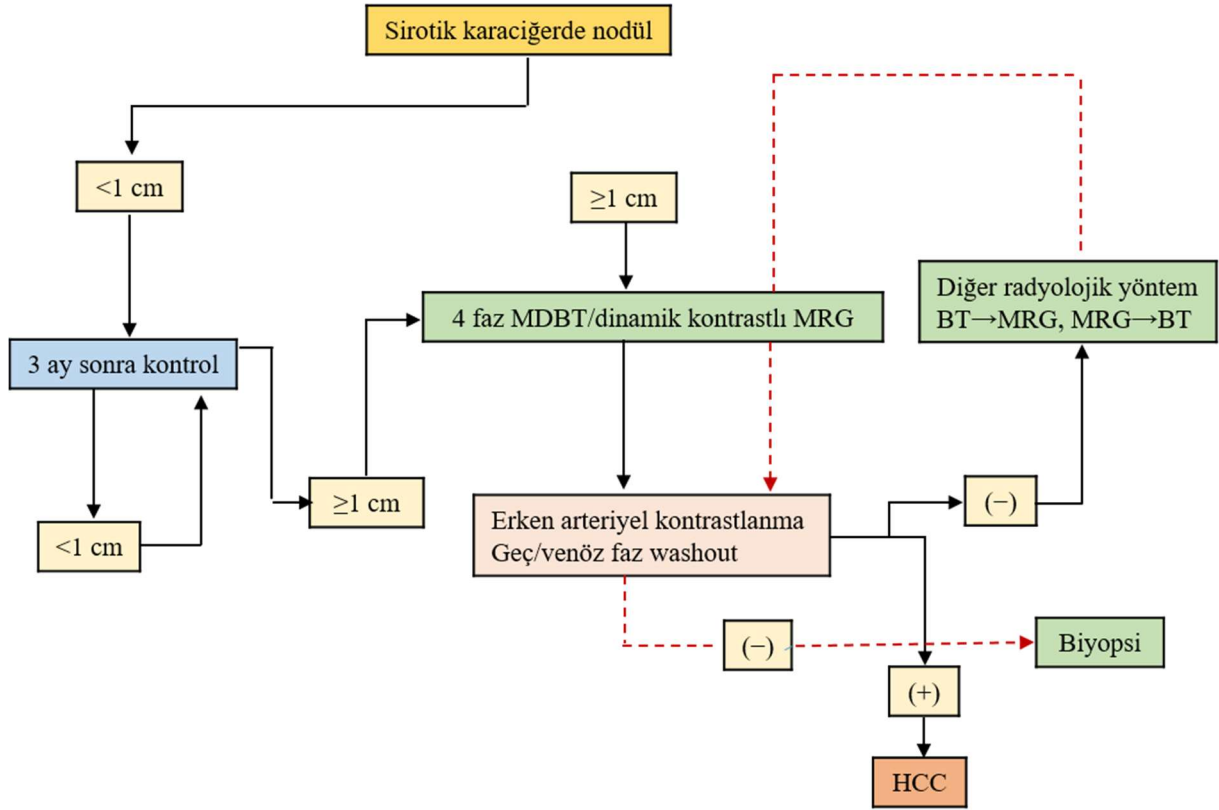 Sirotik karaciğerde nodül
<1 cm
≥1 cm
3 ay sonra kontrol
4 faz MDBT/dinamik kontrastlı MRG
Diğer radyolojik yöntem
BT→MRG, MRG→BT
<1 cm
≥1 cm
Erken arteriyel kontrastlanma
Geç/venöz faz washout
(−)
(−)
Biyopsi
(+)
HCC